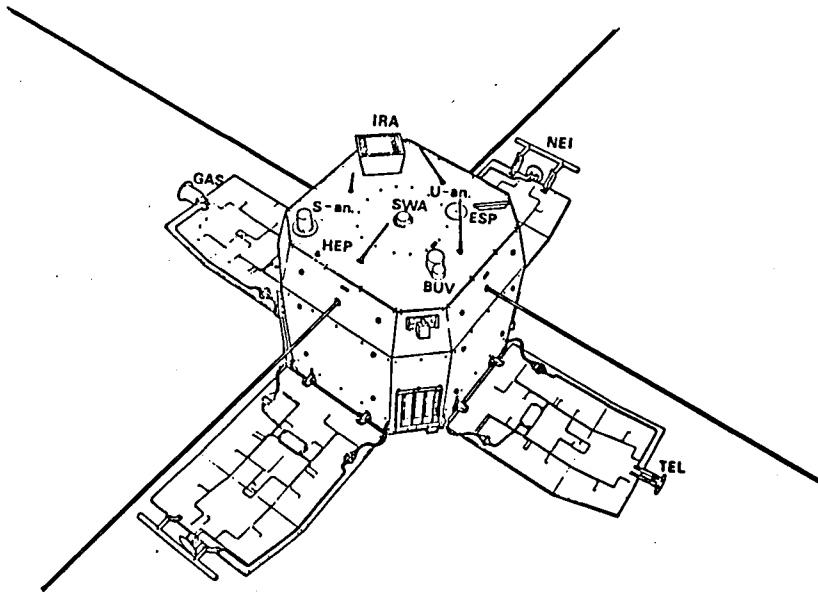 IRA
NEI
GAS
U-an.
S-an.
SWA
ESP
HEP
BUV
TEL